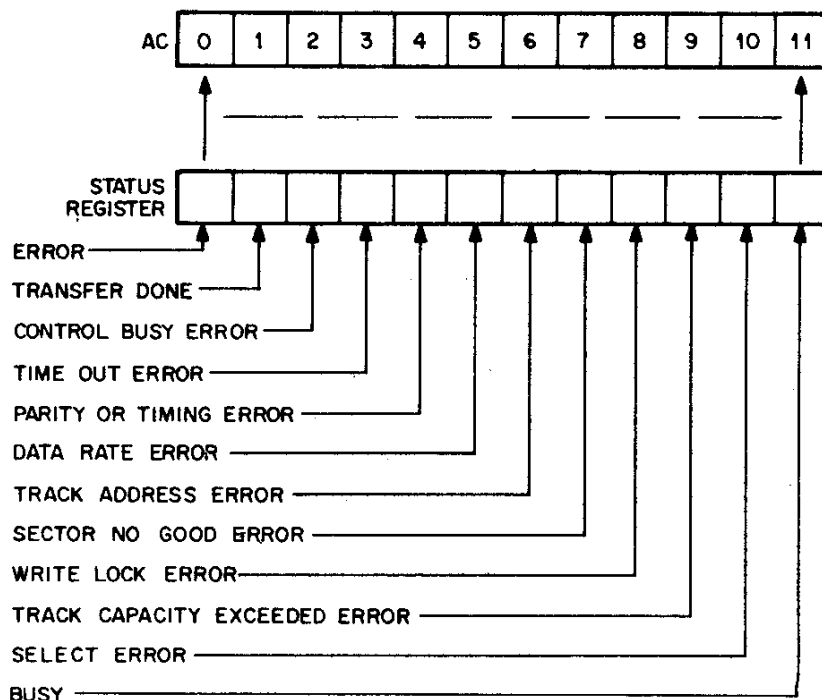 AC 0 1 2 3 4 5 6 7 8 9 10 11
STATUS
REGISTER
ERROR
TRANSFER DONE
CONTROL BUSY ERROR
TIME OUT ERROR
PARITY OR TIMING ERROR
DATA RATE ERROR
TRACK ADDRESS ERROR
SECTOR NO GOOD ERROR
WRITE LOCK ERROR
TRACK CAPACITY EXCEEDED ERROR
SELECT ERROR
BUSY